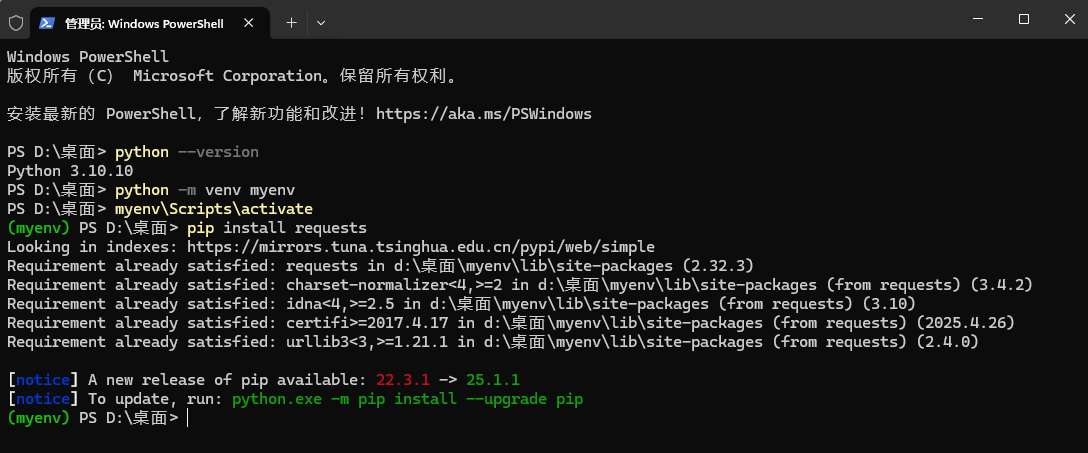 管理员: Windows PowerShell
Windows PowerShell
版权所有（C） Microsoft Corporation。保留所有权利。
安装最新的 PowerShell，了解新功能和改进！https://aka.ms/PSWindows
PS D:\桌面> python --version
Python 3.10.10
PS D:\桌面> python -m venv myenv
PS D:\桌面> myenv\Scripts\activate
(myenv) PS D:\桌面> pip install requests
Looking in indexes: https://mirrors.tuna.tsinghua.edu.cn/pypi/web/simple
Requirement already satisfied: requests in d:\桌面\myenv\lib\site-packages (2.32.3)
Requirement already satisfied: charset-normalizer<4,>=2 in d:\桌面\myenv\lib\site-packages (from requests) (3.4.2)
Requirement already satisfied: idna<4,>=2.5 in d:\桌面\myenv\lib\site-packages (from requests) (3.10)
Requirement already satisfied: certifi>=2017.4.17 in d:\桌面\myenv\lib\site-packages (from requests) (2025.4.26)
Requirement already satisfied: urllib3<3,>=1.21.1 in d:\桌面\myenv\lib\site-packages (from requests) (2.4.0)
[notice] A new release of pip available: 22.3.1 -> 25.1.1
[notice] To update, run: python.exe -m pip install --upgrade pip
(myenv) PS D:\桌面>